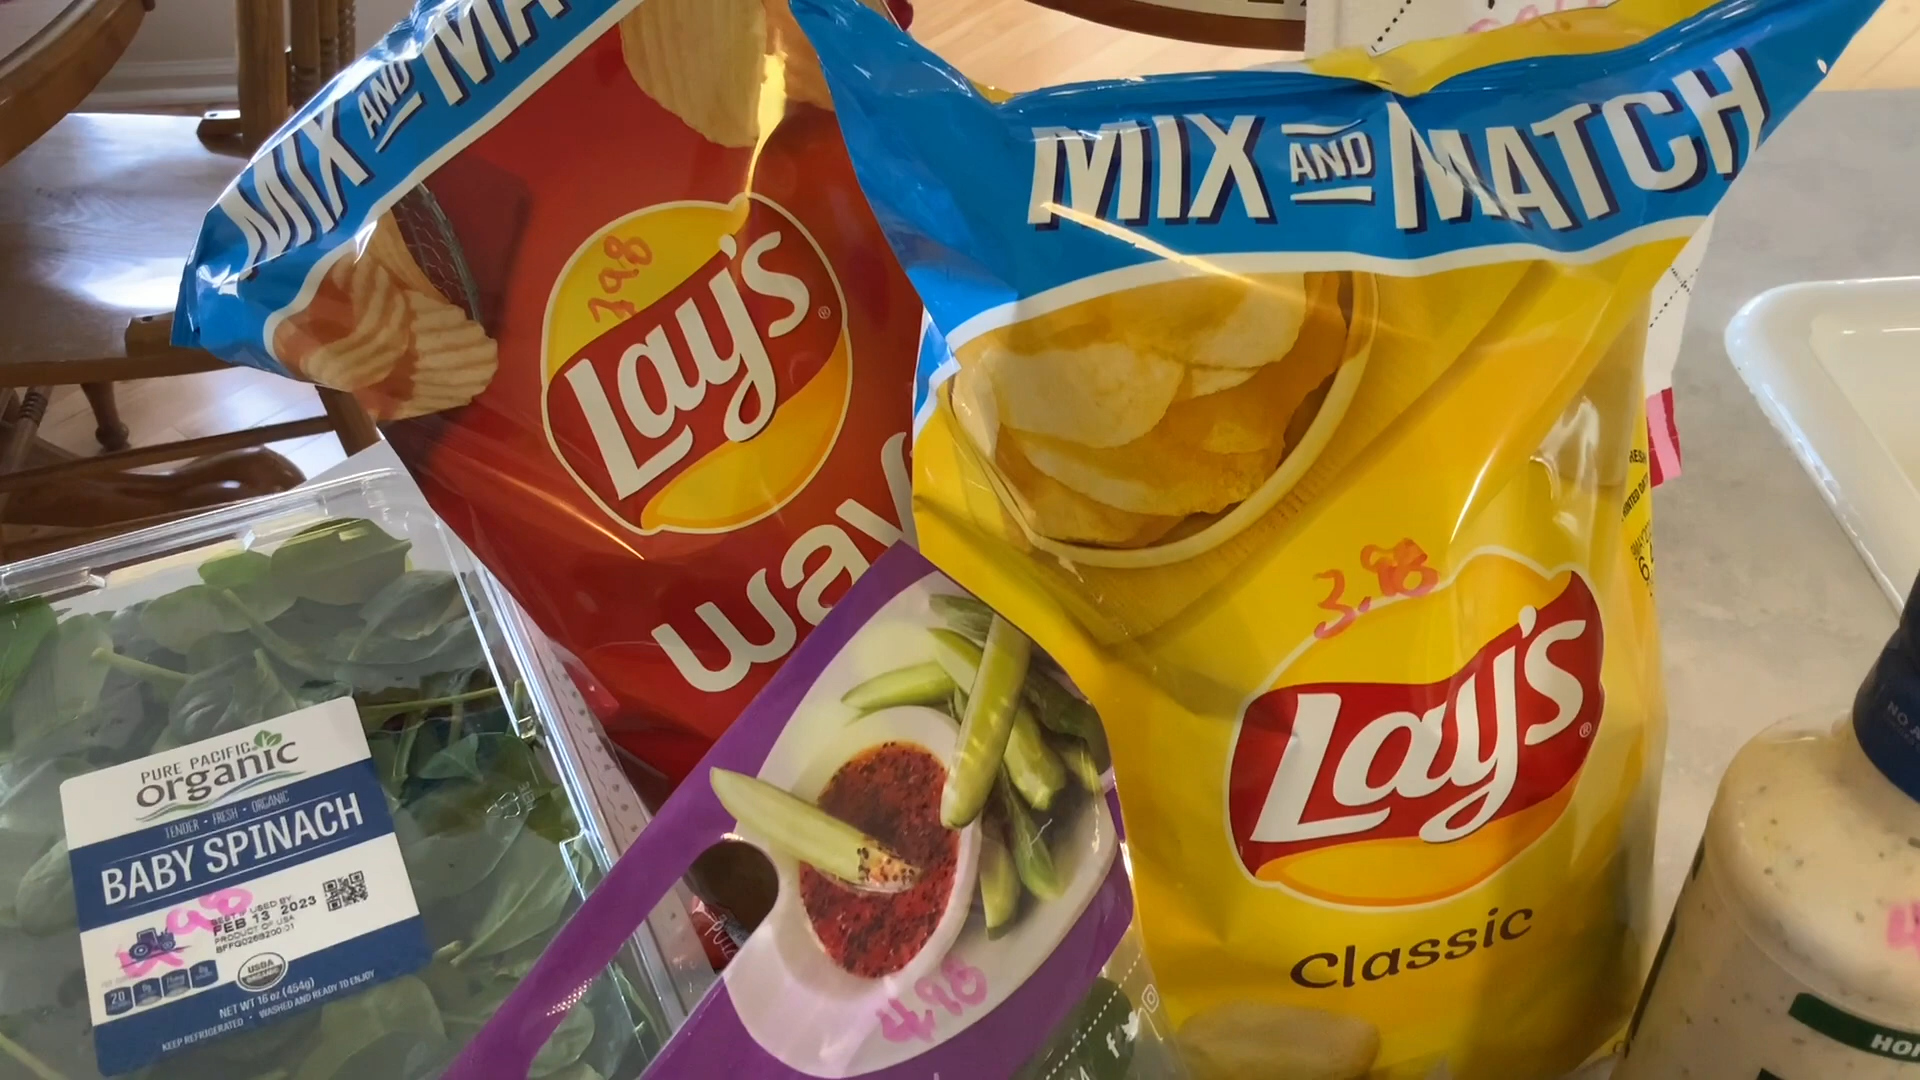 MIX AND MA
Lay's
wav
MIX AND MATCH
3.98
Lay's
Classic
4.98
PURE PACIFIC
organic
TENDER • FRESH • ORGANIC
BABY SPINACH
BEST IF USED BY
FEB 13 2023
PRODUCT OF USA
USDA
ORGANIC
NET WT 16 oz (454g)
KEEP REFRIGERATED • WASHED AND READY TO ENJOY